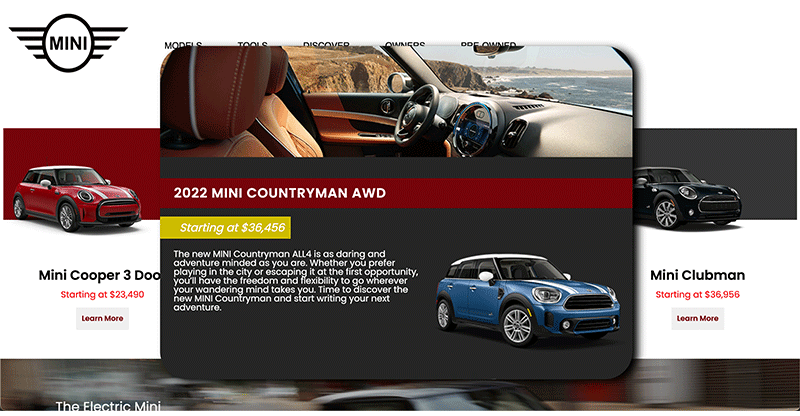 MINI
MODELS TOOLS DISCOVER OWNERS PRE-OWNED
2022 MINI COUNTRYMAN AWD
Starting at $36,456
The new MINI Countryman ALL4 is as daring and
adventure minded as you are. Whether you prefer
playing in the city or escaping it at the first opportunity,
you'll have the freedom and flexibility to go wherever
your wandering mind takes you. Time to discover the
new MINI Countryman and start writing your next
adventure.
Mini Cooper 3 Doo
Starting at $23,490
Learn More
Mini Clubman
Starting at $36,956
Learn More
The Electric Mini